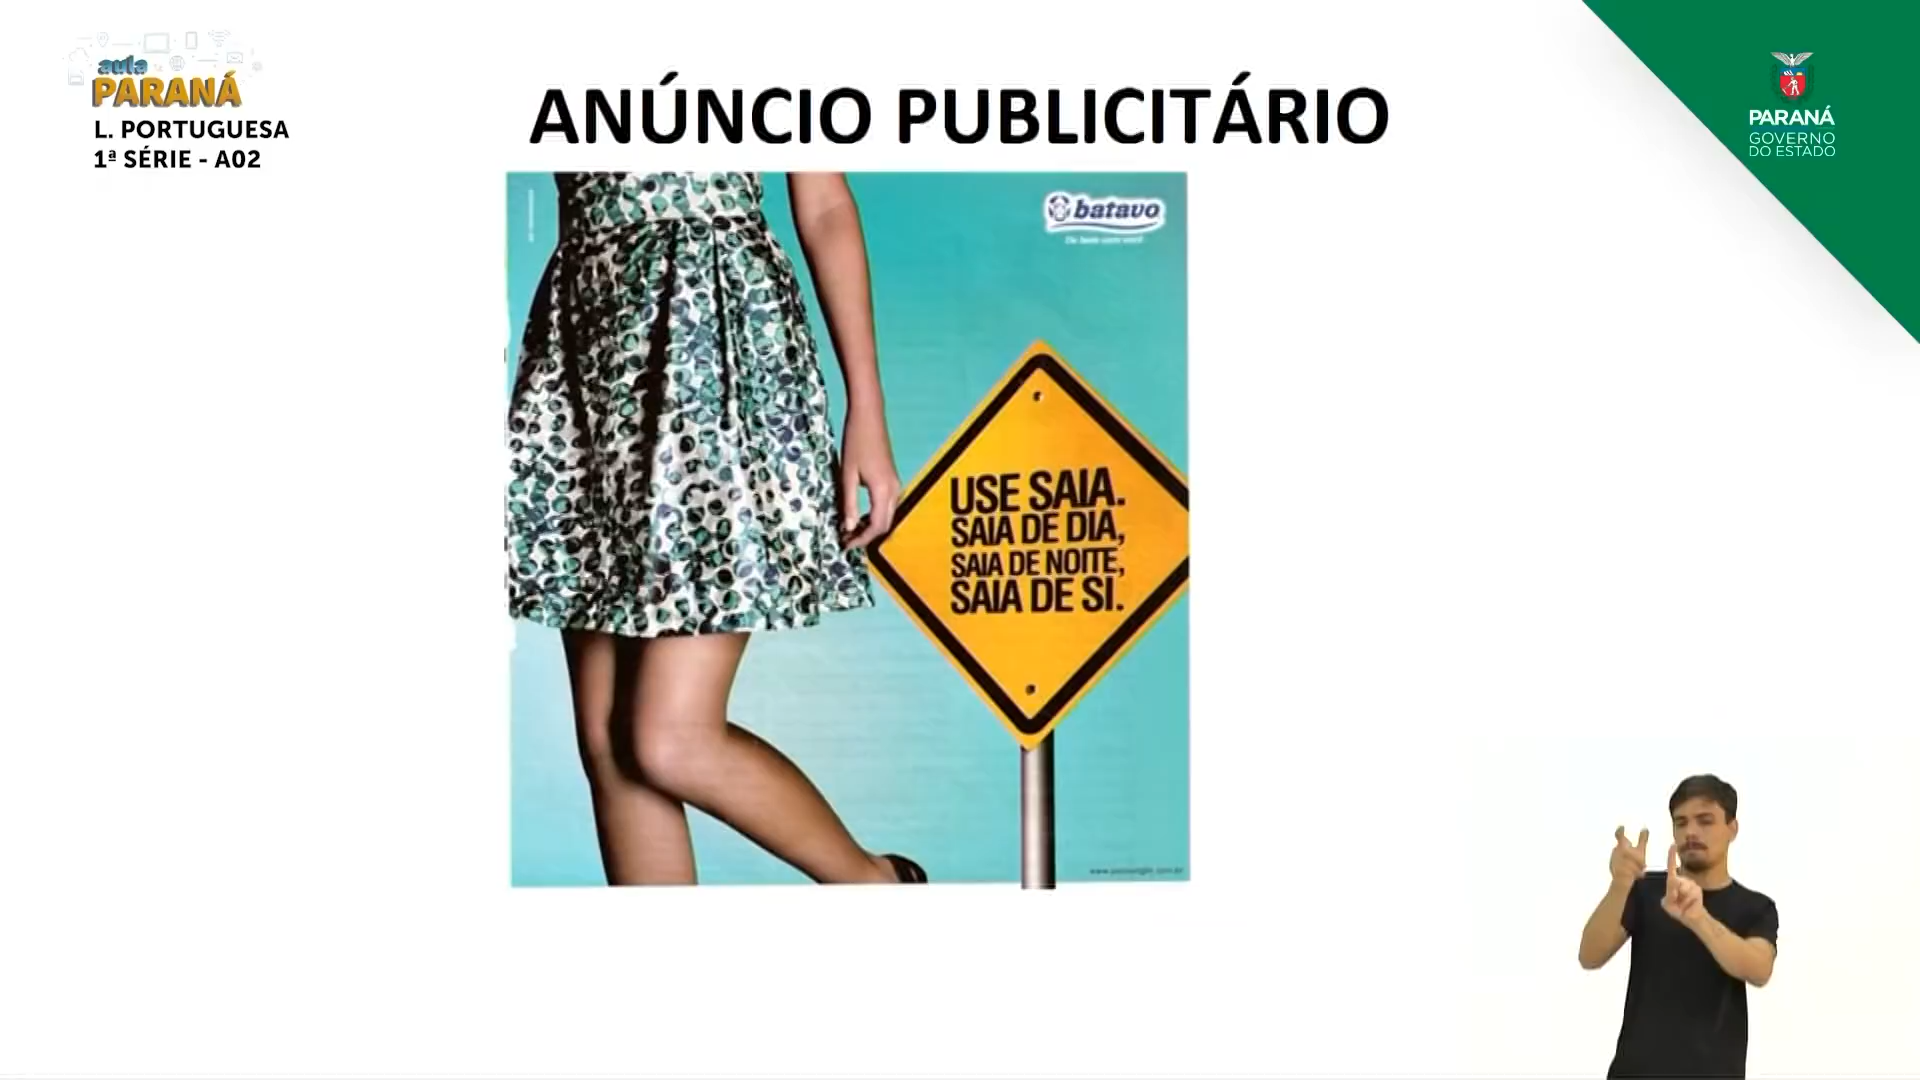 aula
PARANÁ
L. PORTUGUESA
1ª SÉRIE - A02
ANÚNCIO PUBLICITÁRIO
PARANÁ
GOVERNO
DO ESTADO
batavo
USE SAIA.
SAIA DE DIA,
SAIA DE NOITE,
SAIA DE SI.